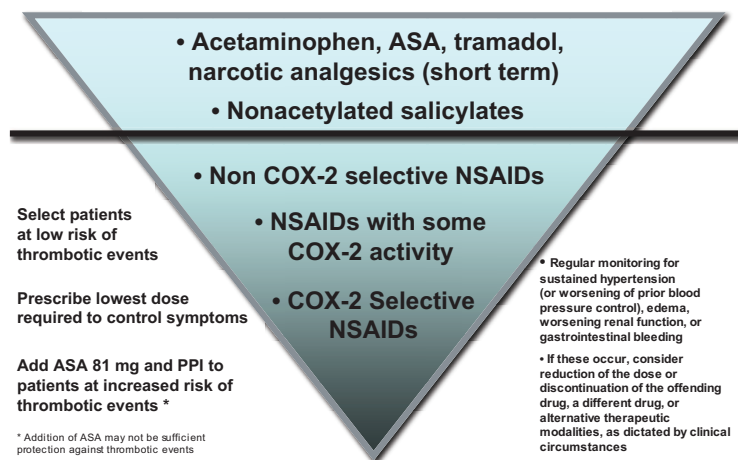 • Acetaminophen, ASA, tramadol,
narcotic analgesics (short term)
• Nonacetylated salicylates
• Non COX-2 selective NSAIDs
• NSAIDs with some
COX-2 activity
• COX-2 Selective
NSAIDs
Select patients
at low risk of
thrombotic events
Prescribe lowest dose
required to control symptoms
Add ASA 81 mg and PPI to
patients at increased risk of
thrombotic events *
* Addition of ASA may not be sufficient
protection against thrombotic events
• Regular monitoring for
sustained hypertension
(or worsening of prior blood
pressure control), edema,
worsening renal function, or
gastrointestinal bleeding
• If these occur, consider
reduction of the dose or
discontinuation of the offending
drug, a different drug, or
alternative therapeutic
modalities, as dictated by clinical
circumstances